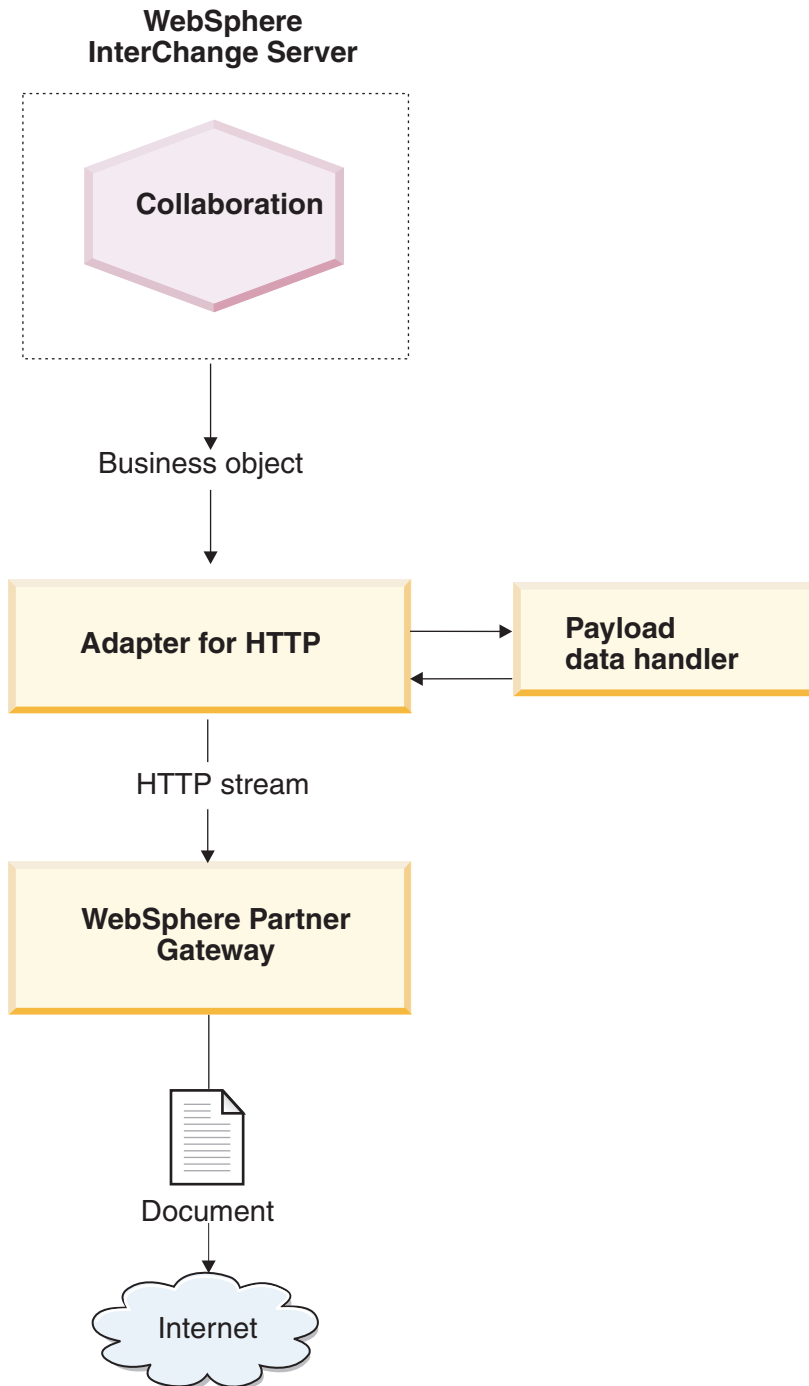 WebSphere
InterChange Server
Collaboration
Business object
Adapter for HTTP
Payload
data handler
HTTP stream
WebSphere Partner
Gateway
Document
Internet